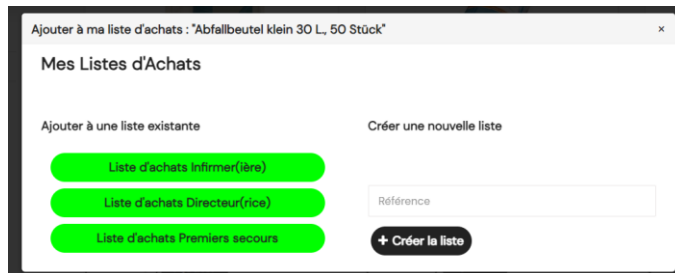 Ajouter à ma liste d'achats : "Abfallbeutel klein 30 L., 50 Stück"
×
Mes Listes d'Achats
Ajouter à une liste existante
Liste d'achats Infirmer(ière)
Liste d'achats Directeur(rice)
Liste d'achats Premiers secours
Créer une nouvelle liste
Référence
+ Créer la liste